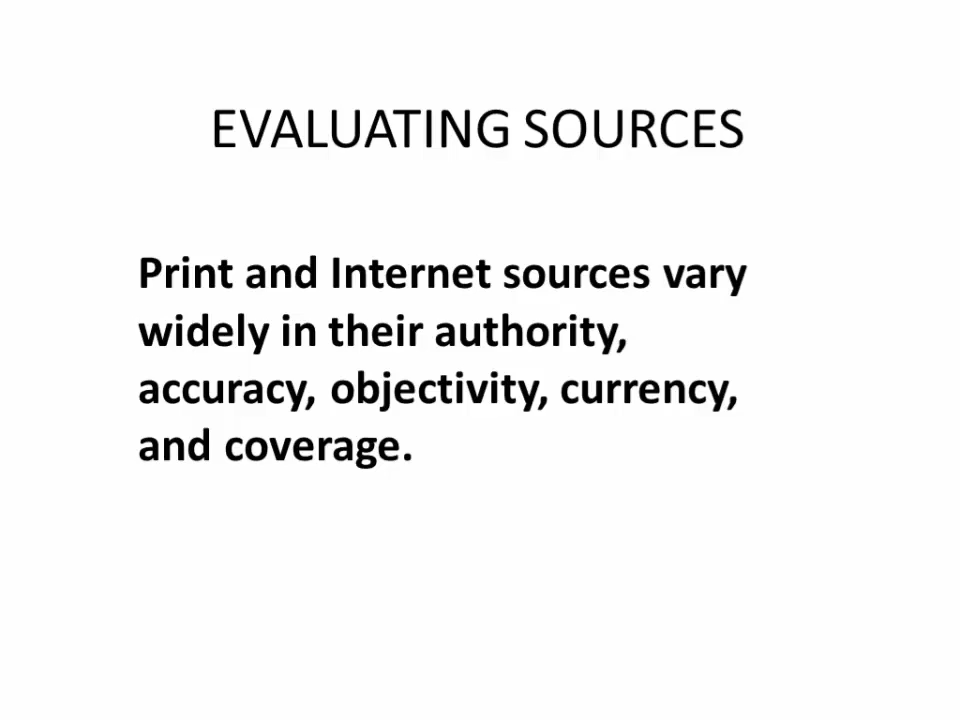 EVALUATING SOURCES
Print and Internet sources vary
widely in their authority,
accuracy, objectivity, currency,
and coverage.